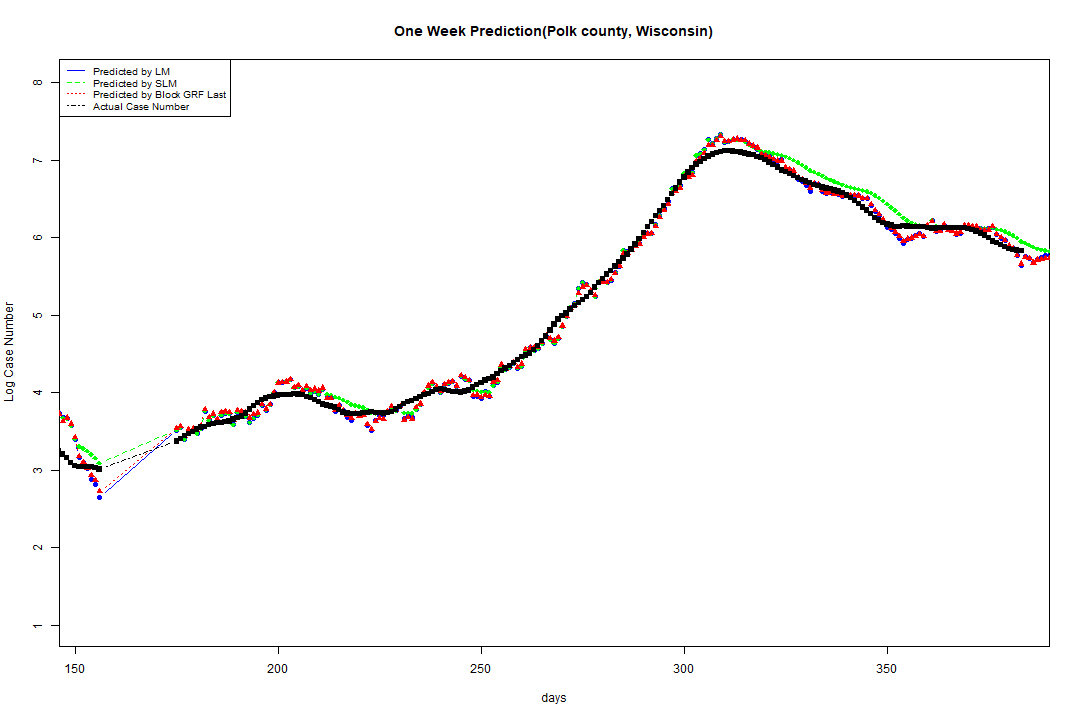 One Week Prediction(Polk county, Wisconsin)
Predicted by LM
Predicted by SLM
Predicted by Block GRF Last
Actual Case Number
8
7
6
5
4
3
2
1
Log Case Number
150 200 250 300 350
days